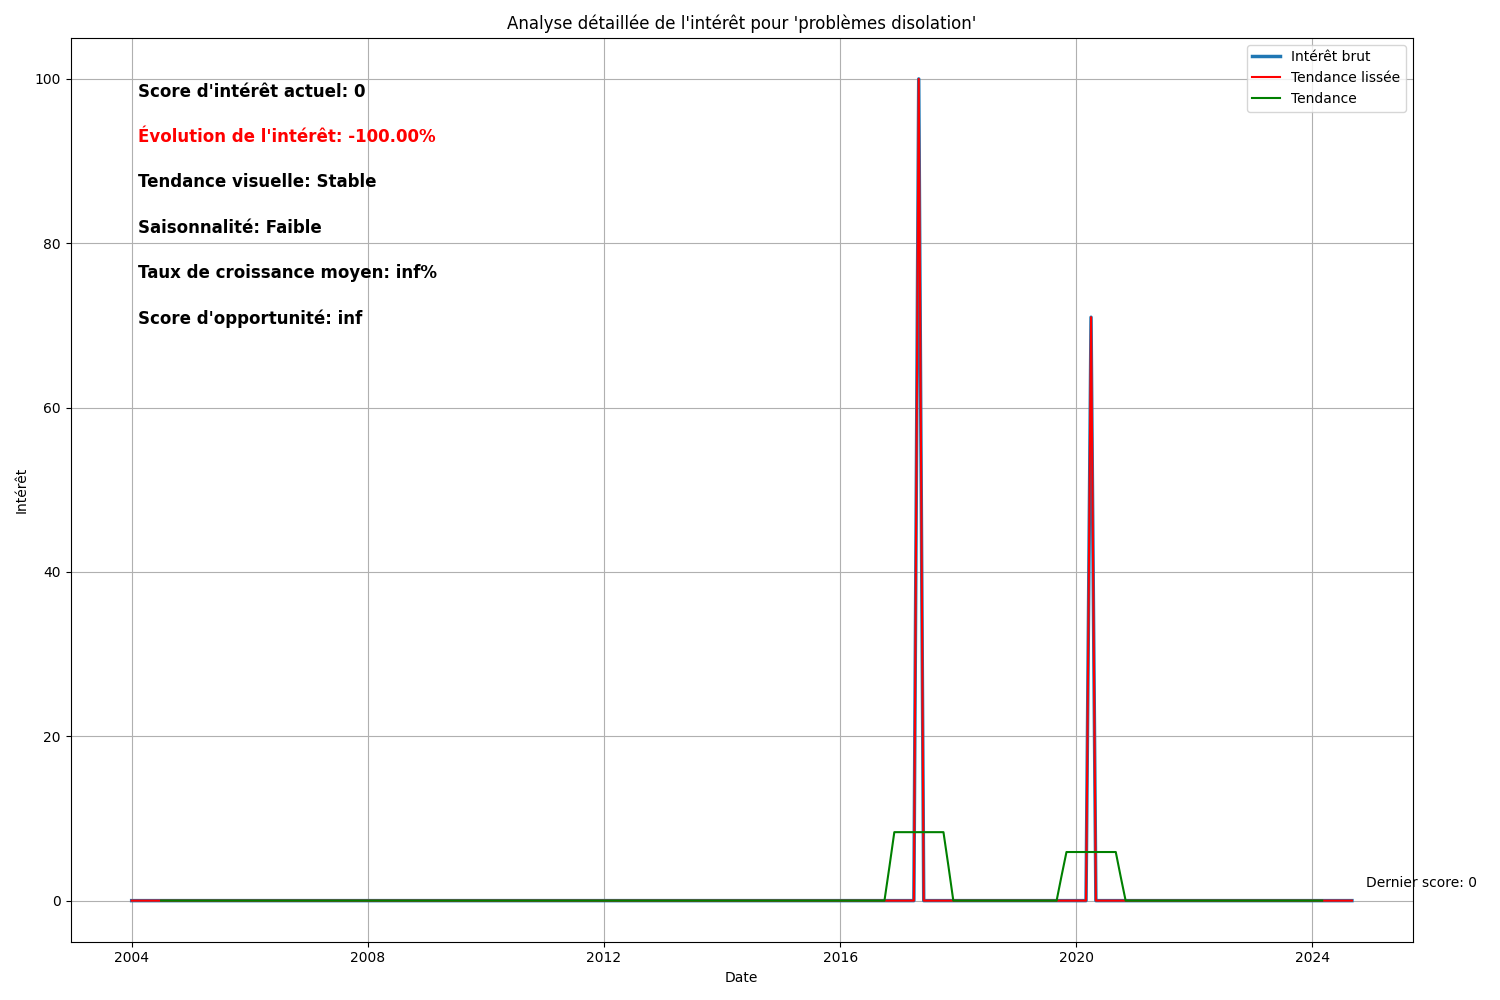 Analyse détaillée de l'intérêt pour 'problèmes disolation'
Intérêt brut
Tendance lissée
Tendance
Score d'intérêt actuel: 0
Évolution de l'intérêt: -100.00%
Tendance visuelle: Stable
Saisonnalité: Faible
Taux de croissance moyen: inf%
Score d'opportunité: inf
Intérêt
100
80
60
40
20
0
Dernier score: 0
2004
2008
2012
2016
2020
2024
Date